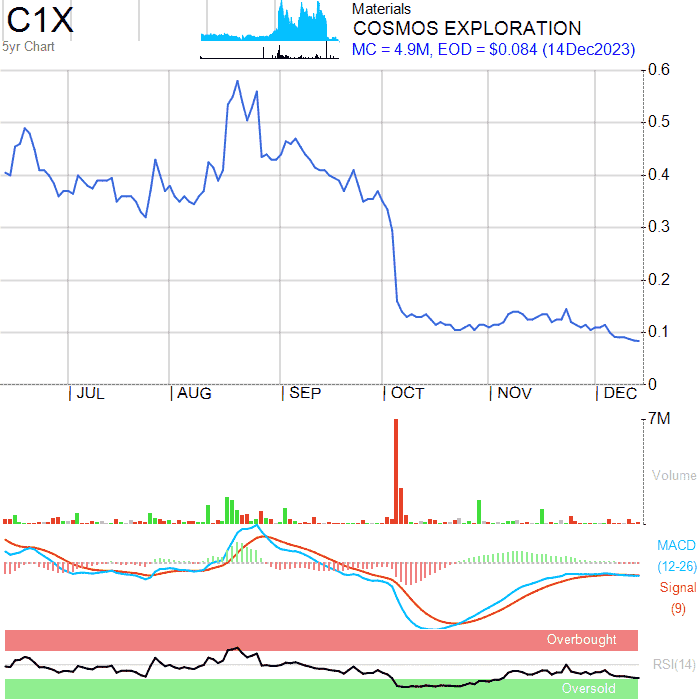 C1X
5yr Chart
Materials
COSMOS EXPLORATION
MC = 4.9M, EOD = $0.084 (14Dec2023)
0.6
0.5
0.4
0.3
0.2
0.1
0
JUL
AUG
SEP
OCT
NOV
DEC
7M
Volume
MACD
(12-26)
Signal
(9)
Overbought
RSI(14)
Oversold